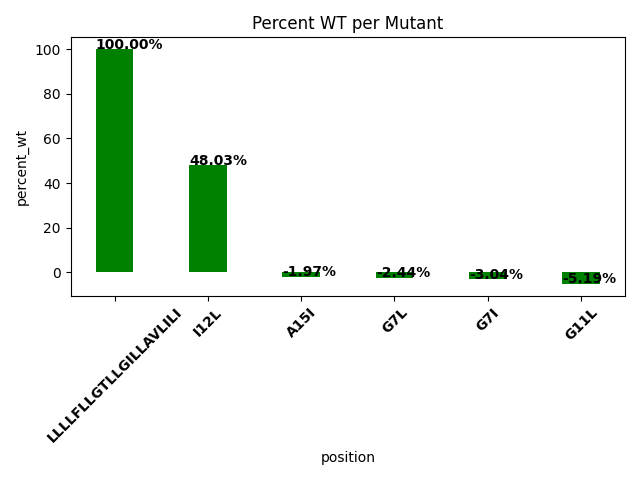 Percent WT per Mutant
percent_wt
100
80
60
40
20
0
100.00%
48.03%
-1.97%
-2.44%
-3.04%
-5.19%
LLLLFLLGTLLGILLAVLILI
I12L
A15I
G7L
G7I
G11L
position